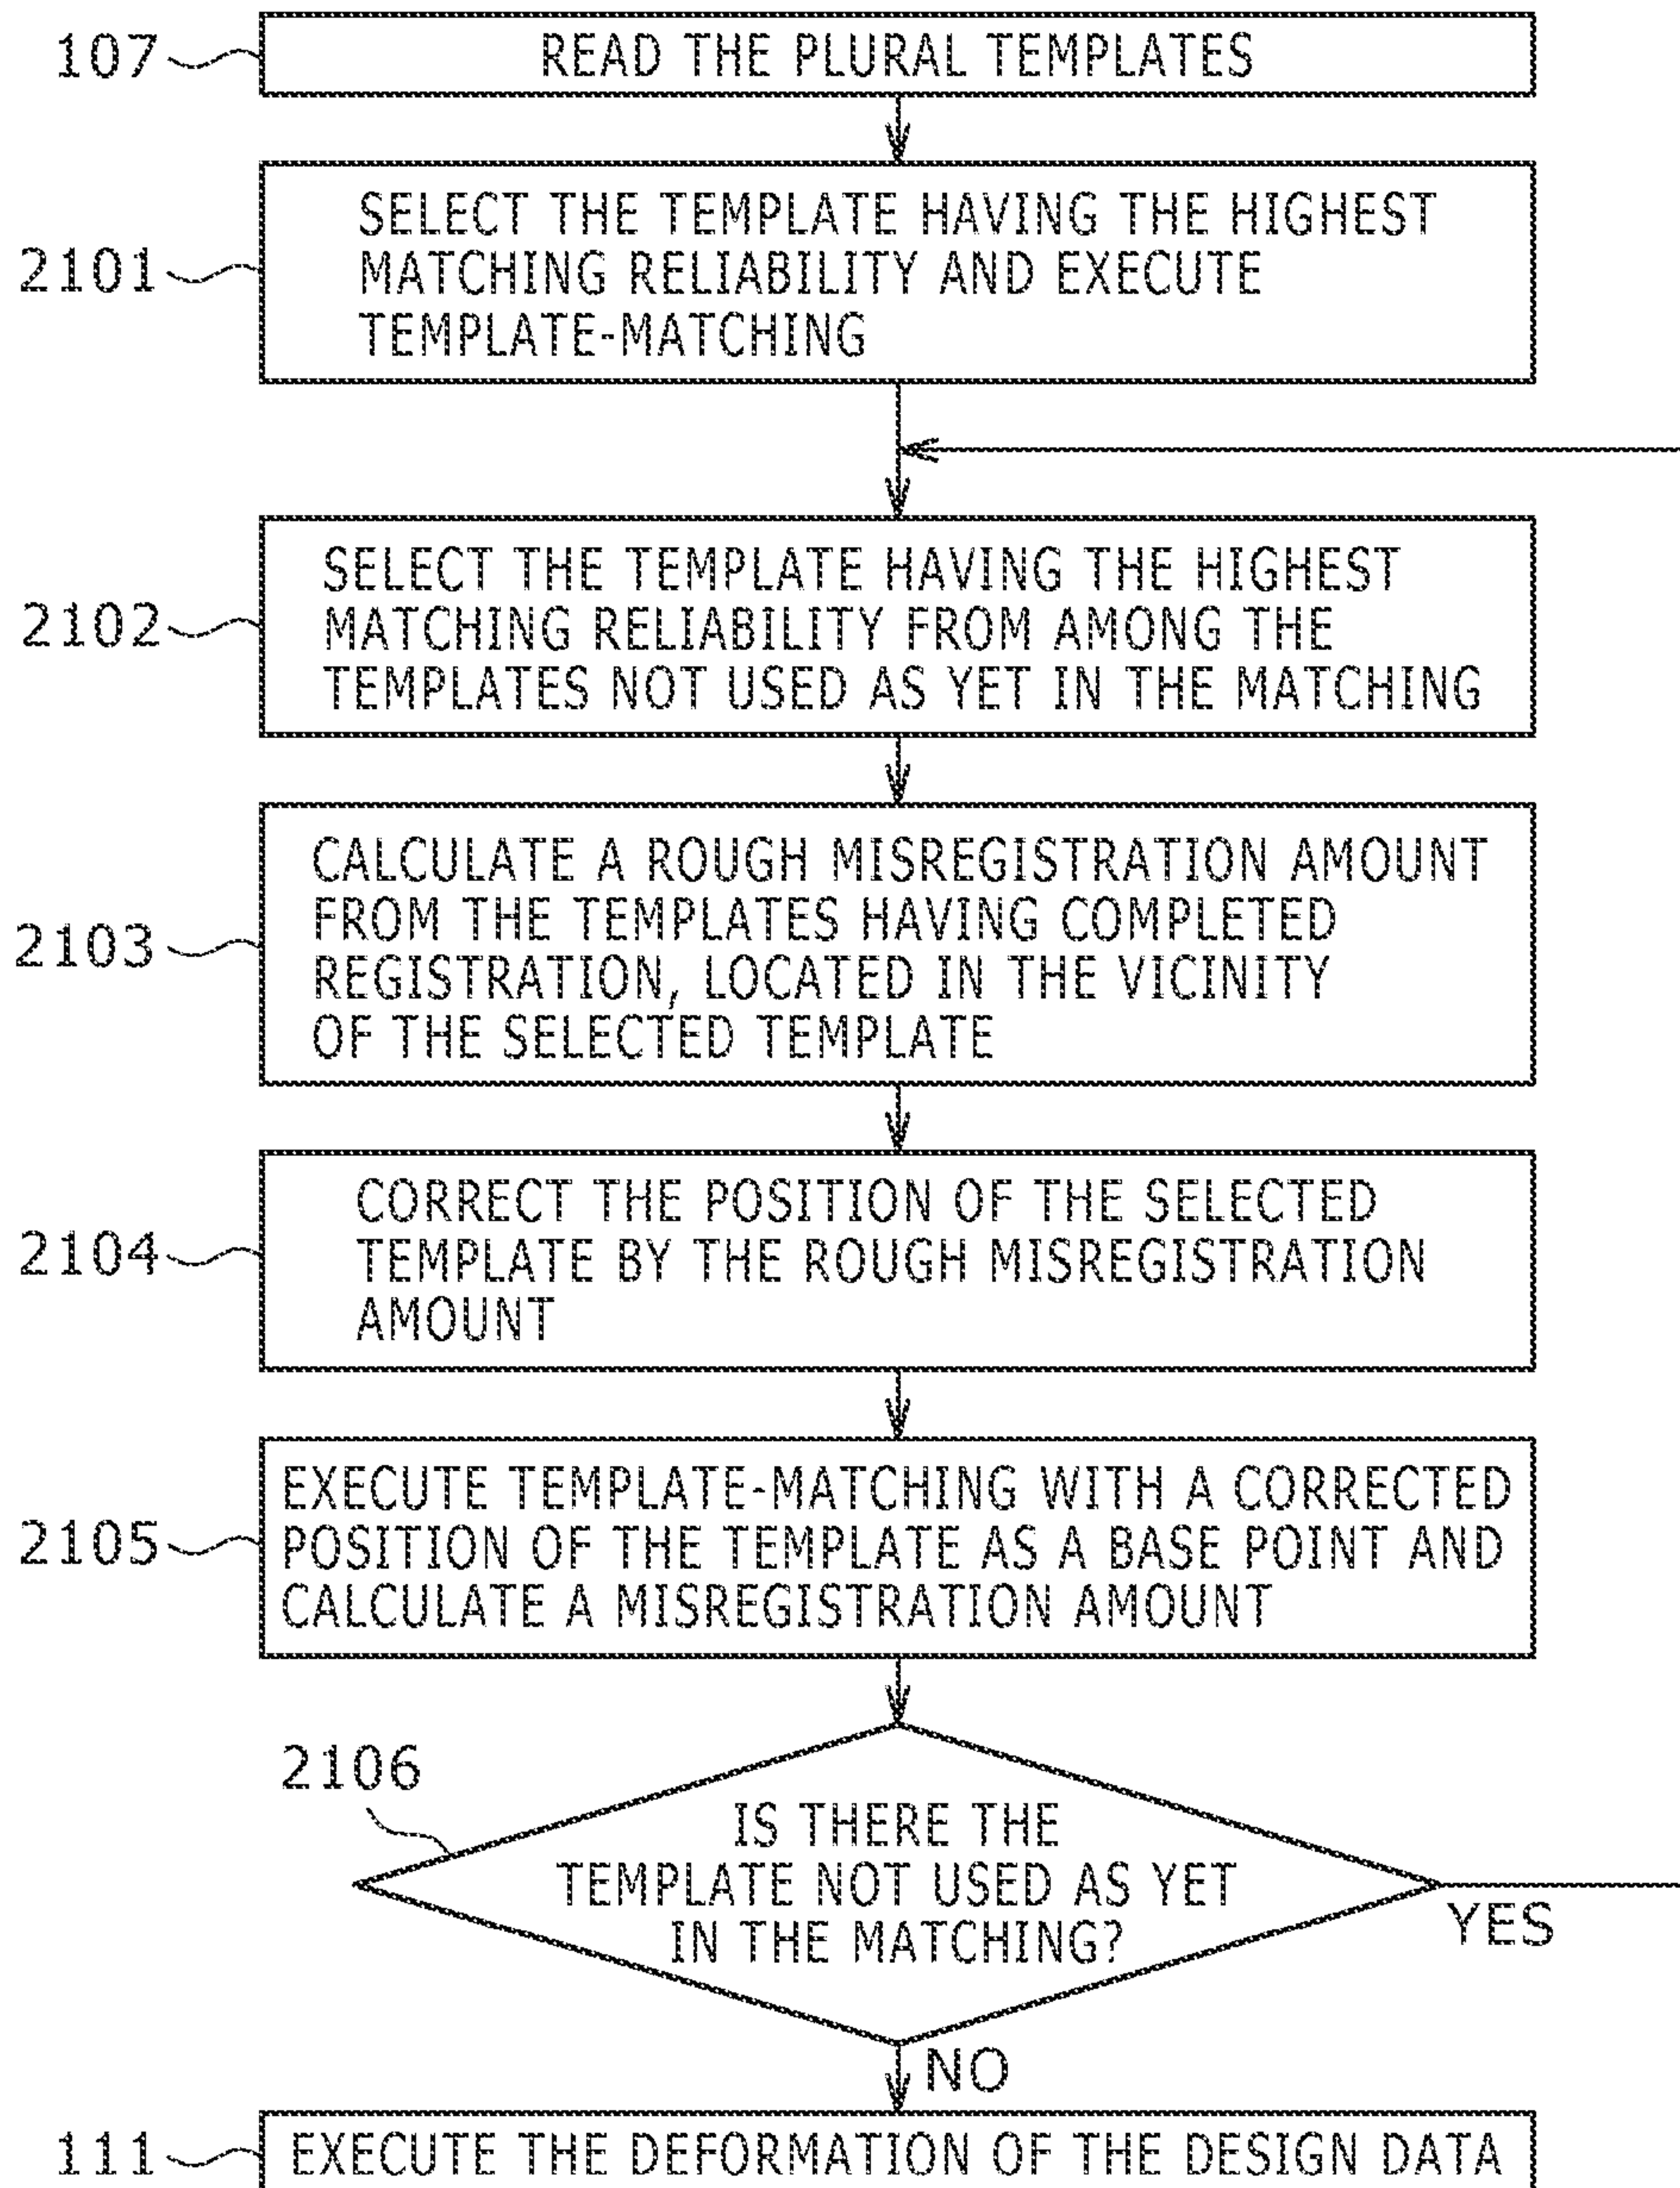 107
READ THE PLURAL TEMPLATES
2101
SELECT THE TEMPLATE HAVING THE HIGHEST
MATCHING RELIABILITY AND EXECUTE
TEMPLATE-MATCHING
2102
SELECT THE TEMPLATE HAVING THE HIGHEST
MATCHING RELIABILITY FROM AMONG THE
TEMPLATES NOT USED AS YET IN THE MATCHING
2103
CALCULATE A ROUGH MISREGISTRATION AMOUNT
FROM THE TEMPLATES HAVING COMPLETED
REGISTRATION, LOCATED IN THE VICINITY
OF THE SELECTED TEMPLATE
2104
CORRECT THE POSITION OF THE SELECTED
TEMPLATE BY THE ROUGH MISREGISTRATION
AMOUNT
2105
EXECUTE TEMPLATE-MATCHING WITH A CORRECTED
POSITION OF THE TEMPLATE AS A BASE POINT AND
CALCULATE A MISREGISTRATION AMOUNT
2106
IS THERE THE
TEMPLATE NOT USED AS YET
IN THE MATCHING?
YES
NO
111
EXECUTE THE DEFORMATION OF THE DESIGN DATA